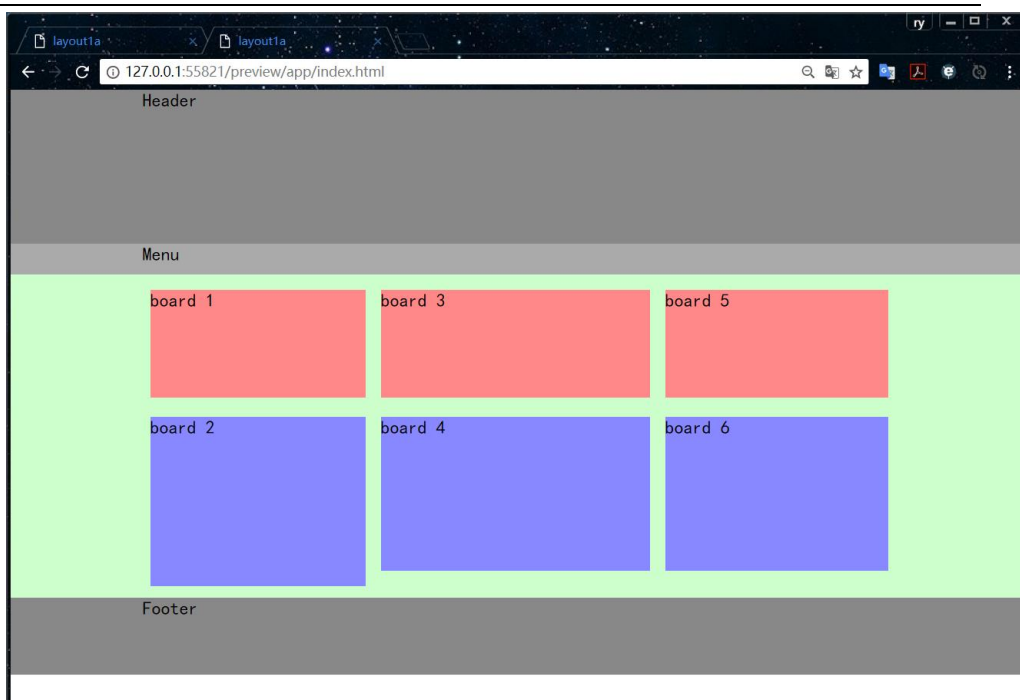 ry
layout1a
layout1a
127.0.0.1:55821/preview/app/index.html
Header
Menu
board 1 board 3 board 5
board 2 board 4 board 6
Footer